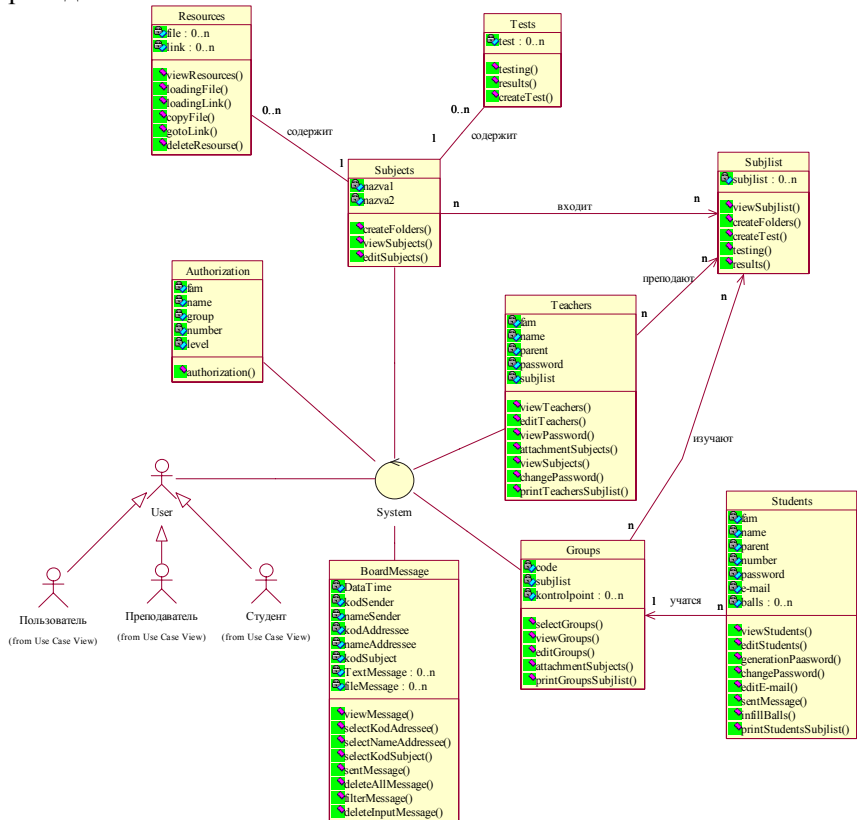 Resources
file : 0..n
link : 0..n
viewResources()
loadingFile()
loadingLink()
copyFile()
gotoLink()
deleteResourse()
Tests
test : 0..n
testing()
results()
createTest()
0..n
содержит
1
0..n
содержит
1
Subjects
nazva1
nazva2
createFolders()
viewSubjects()
editSubjects()
n
входит
n
Subjlist
subjlist : 0..n
viewSubjlist()
createFolders()
createTest()
testing()
results()
Authorization
fam
name
group
number
level
authorization()
Teachers
fam
name
parent
password
subjlist
viewTeachers()
editTeachers()
viewPassword()
attachmentSubjects()
viewSubjects()
changePassword()
printTeachersSubjlist()
n
преподают
n
n
изучают
n
User
System
Пользователь
(from Use Case View)
Преподаватель
(from Use Case View)
Студент
(from Use Case View)
BoardMessage
DataTime
kodSender
nameSender
kodAddressee
nameAddressee
kodSubject
TextMessage : 0..n
fileMessage : 0..n
viewMessage()
selectKodAdressee()
selectNameAddressee()
selectKodSubject()
sentMessage()
deleteAllMessage()
filterMessage()
deleteInputMessage()
Groups
code
subjlist
kontrolpoint : 0..n
selectGroups()
viewGroups()
editGroups()
attachmentSubjects()
printGroupsSubjlist()
1
учатся
n
Students
fam
name
parent
number
password
e-mail
balls : 0..n
viewStudents()
editStudents()
generationPaasword()
changePassword()
editE-mail()
sentMessage()
infillBalls()
printStudentsSubjlist()